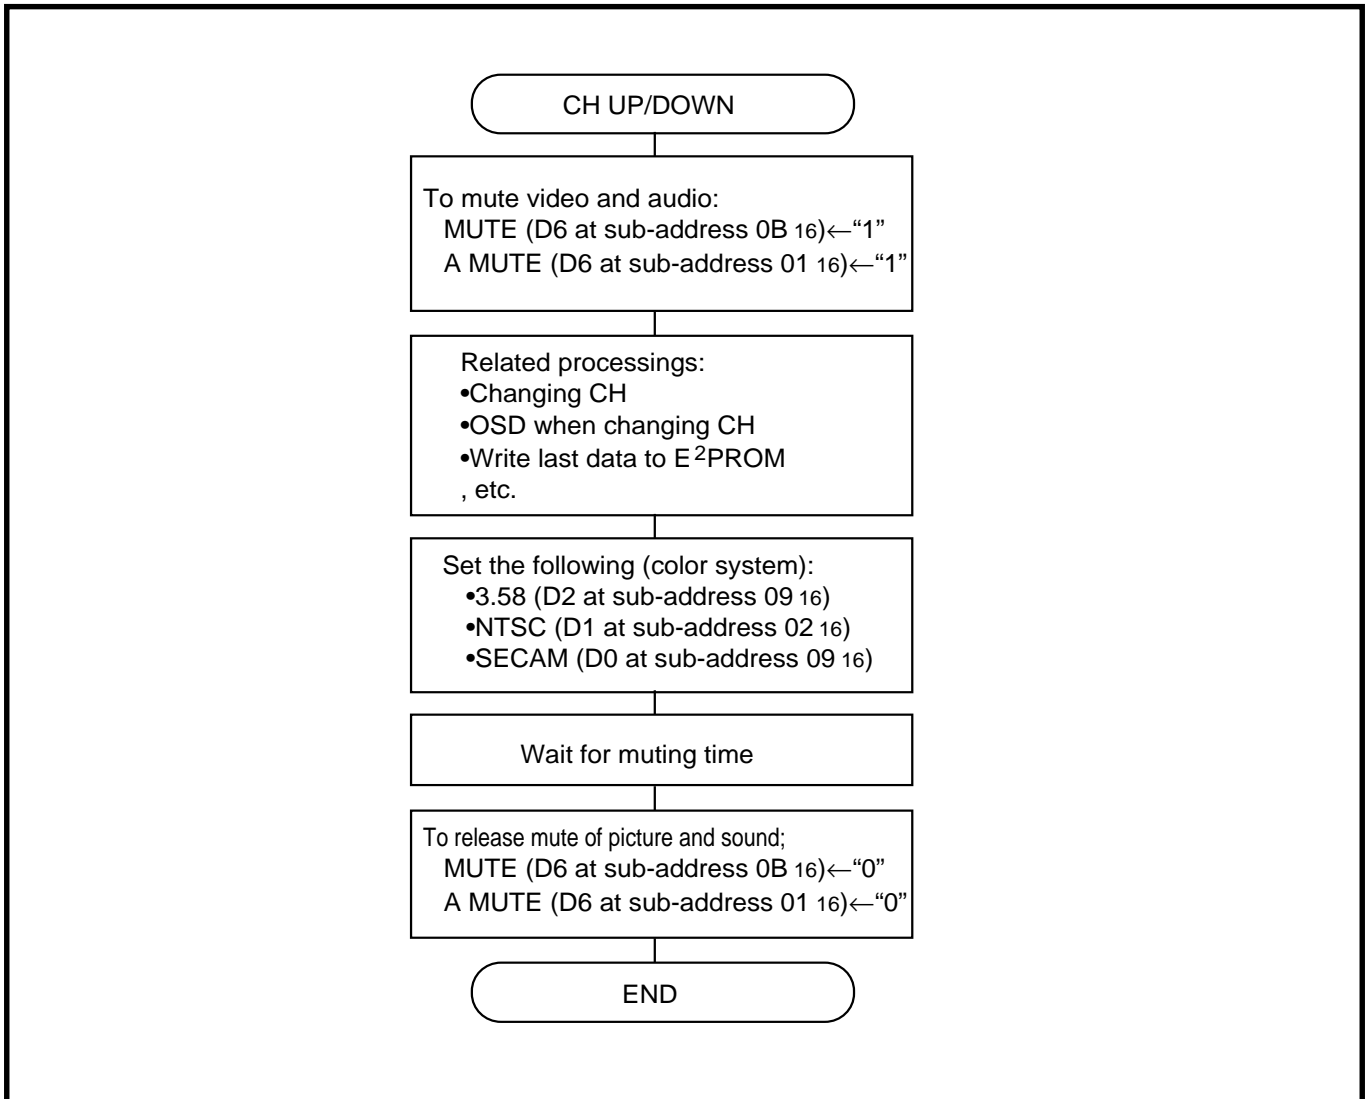 CH UP/DOWN
To mute video and audio:
MUTE (D6 at sub-address 0B 16)←“1”
A MUTE (D6 at sub-address 01 16)←“1”
Related processings:
•Changing CH
•OSD when changing CH
•Write last data to E2PROM
, etc.
Set the following (color system):
•3.58 (D2 at sub-address 09 16)
•NTSC (D1 at sub-address 02 16)
•SECAM (D0 at sub-address 09 16)
Wait for muting time
To release mute of picture and sound;
MUTE (D6 at sub-address 0B 16)←“0”
A MUTE (D6 at sub-address 01 16)←“0”
END